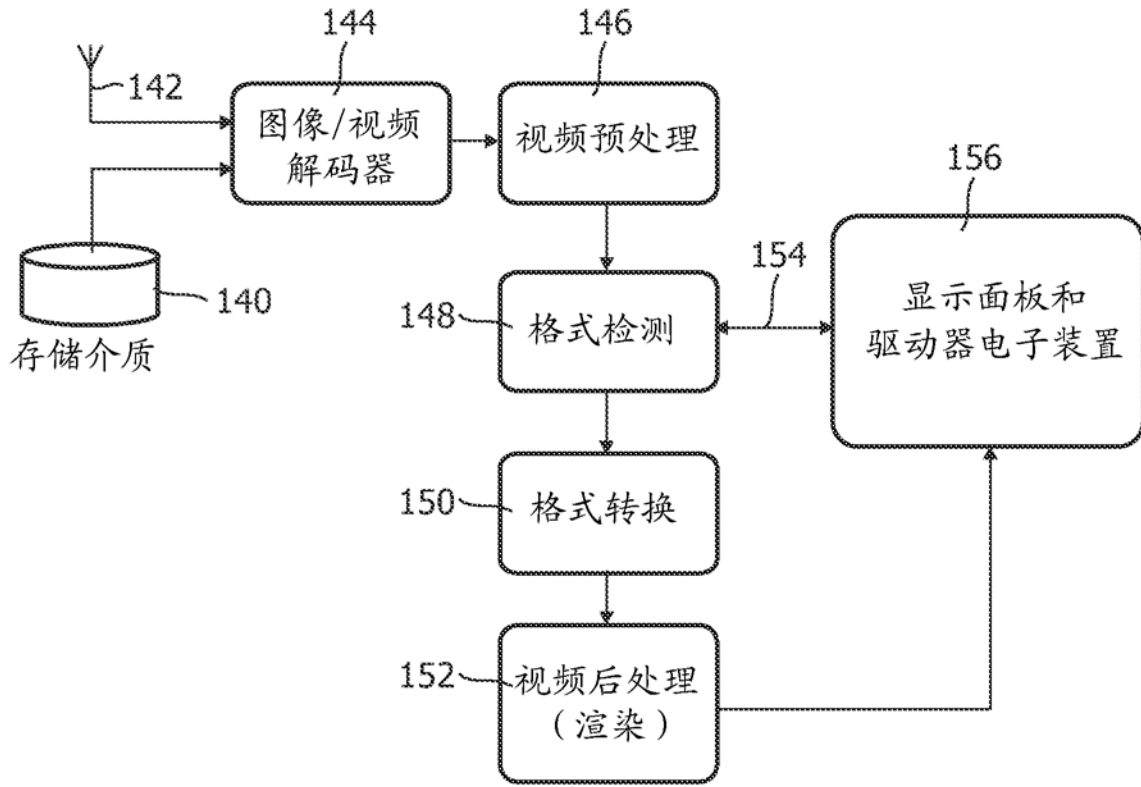 144
146
142
图像/视频
解码器
视频预处理
156
140
存储介质
154
148
格式检测
显示面板和
驱动器电子装置
150
格式转换
152
视频后处理
（渲染）